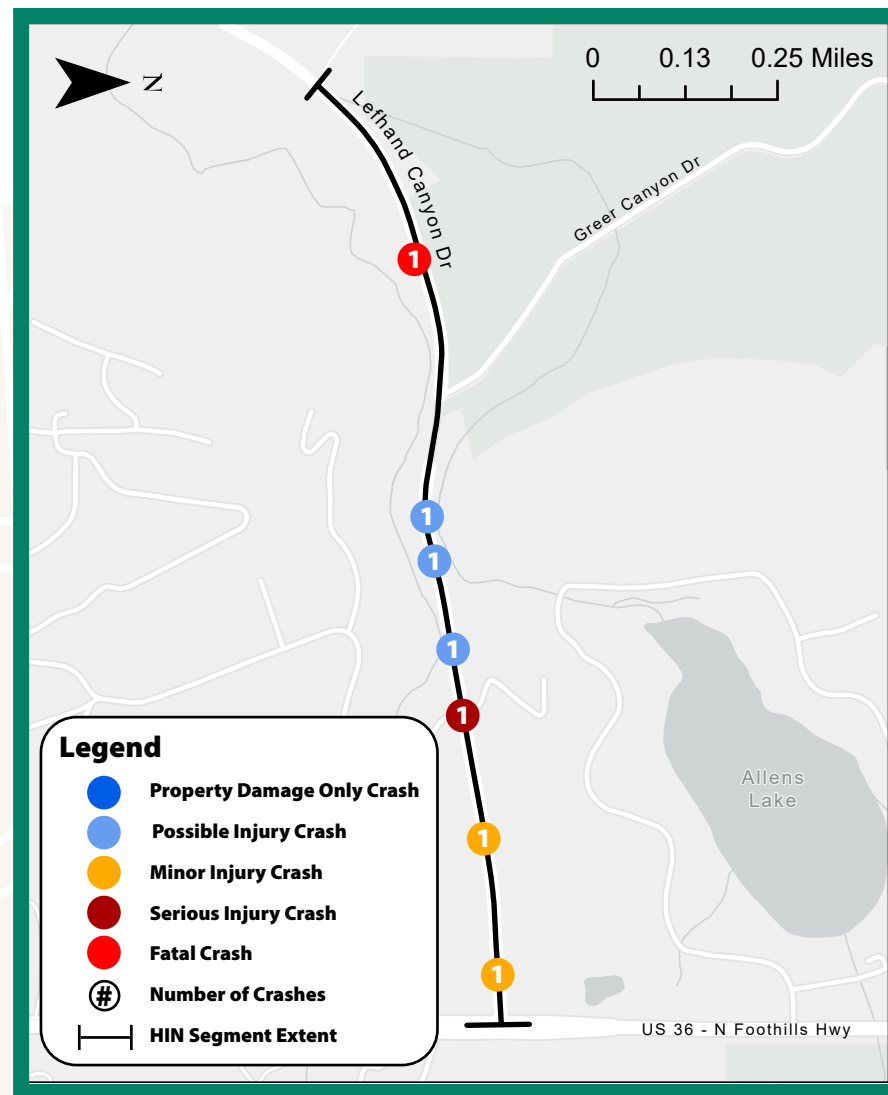 N
0 0.13 0.25 Miles
Lefhand Canyon Dr
Greer Canyon Dr
1
1
1
1
1
1
1
Allens
Lake
US 36 - N Foothills Hwy
Legend
Property Damage Only Crash
Possible Injury Crash
Minor Injury Crash
Serious Injury Crash
Fatal Crash
# Number of Crashes
HIN Segment Extent